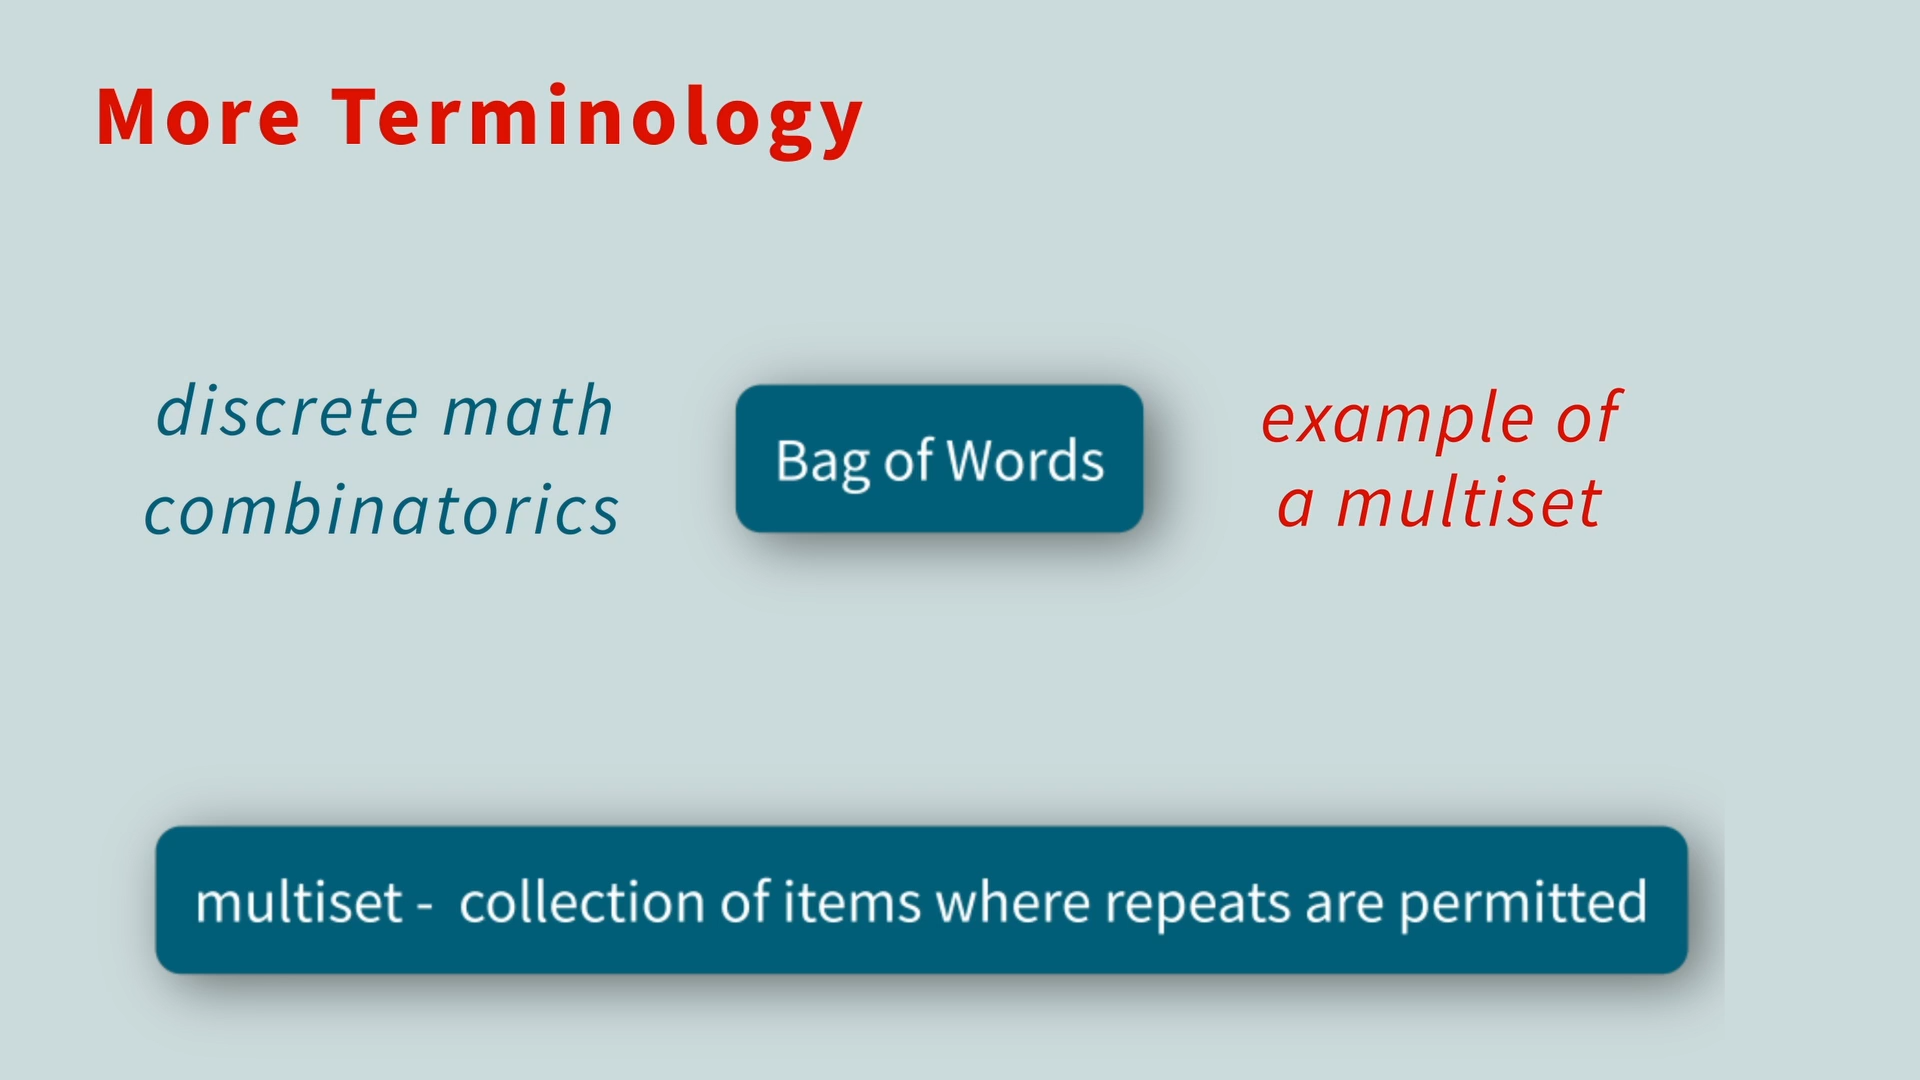 More Terminology
discrete math
combinatorics
Bag of Words
example of
a multiset
multiset - collection of items where repeats are permitted